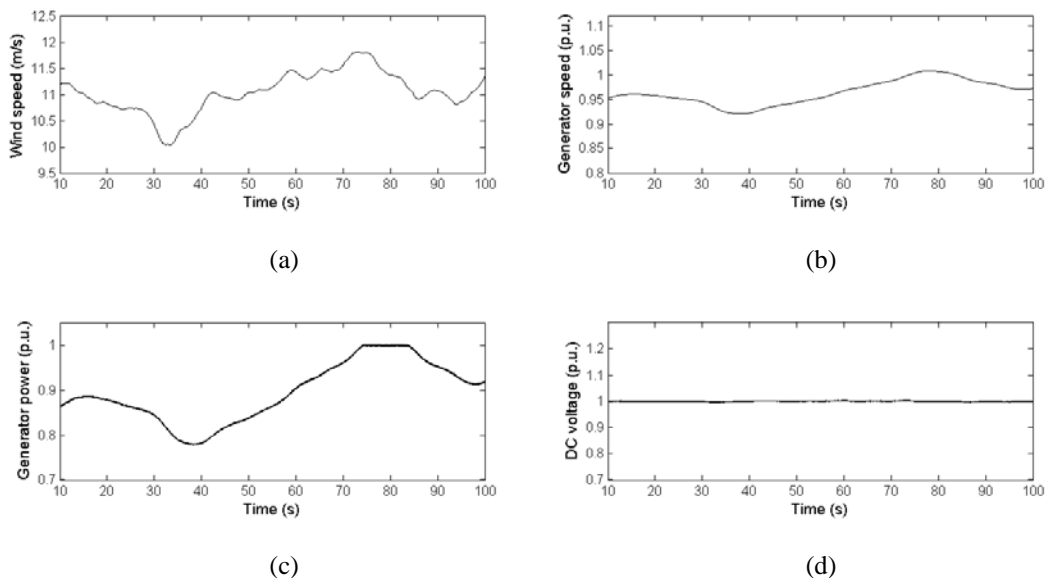 12.5
12
11.5
11
10.5
10
9.5
Wind speed (m/s)
10 20 30 40 50 60 70 80 90 100
Time (s)
(a)
1.1
1.05
1
0.95
0.9
0.85
0.8
Generator speed (p.u.)
10 20 30 40 50 60 70 80 90 100
Time (s)
(b)
1
0.9
0.8
0.7
Generator power (p.u.)
10 20 30 40 50 60 70 80 90 100
Time (s)
(c)
1.2
1.1
1
0.9
0.8
0.7
DC voltage (p.u.)
10 20 30 40 50 60 70 80 90 100
Time (s)
(d)